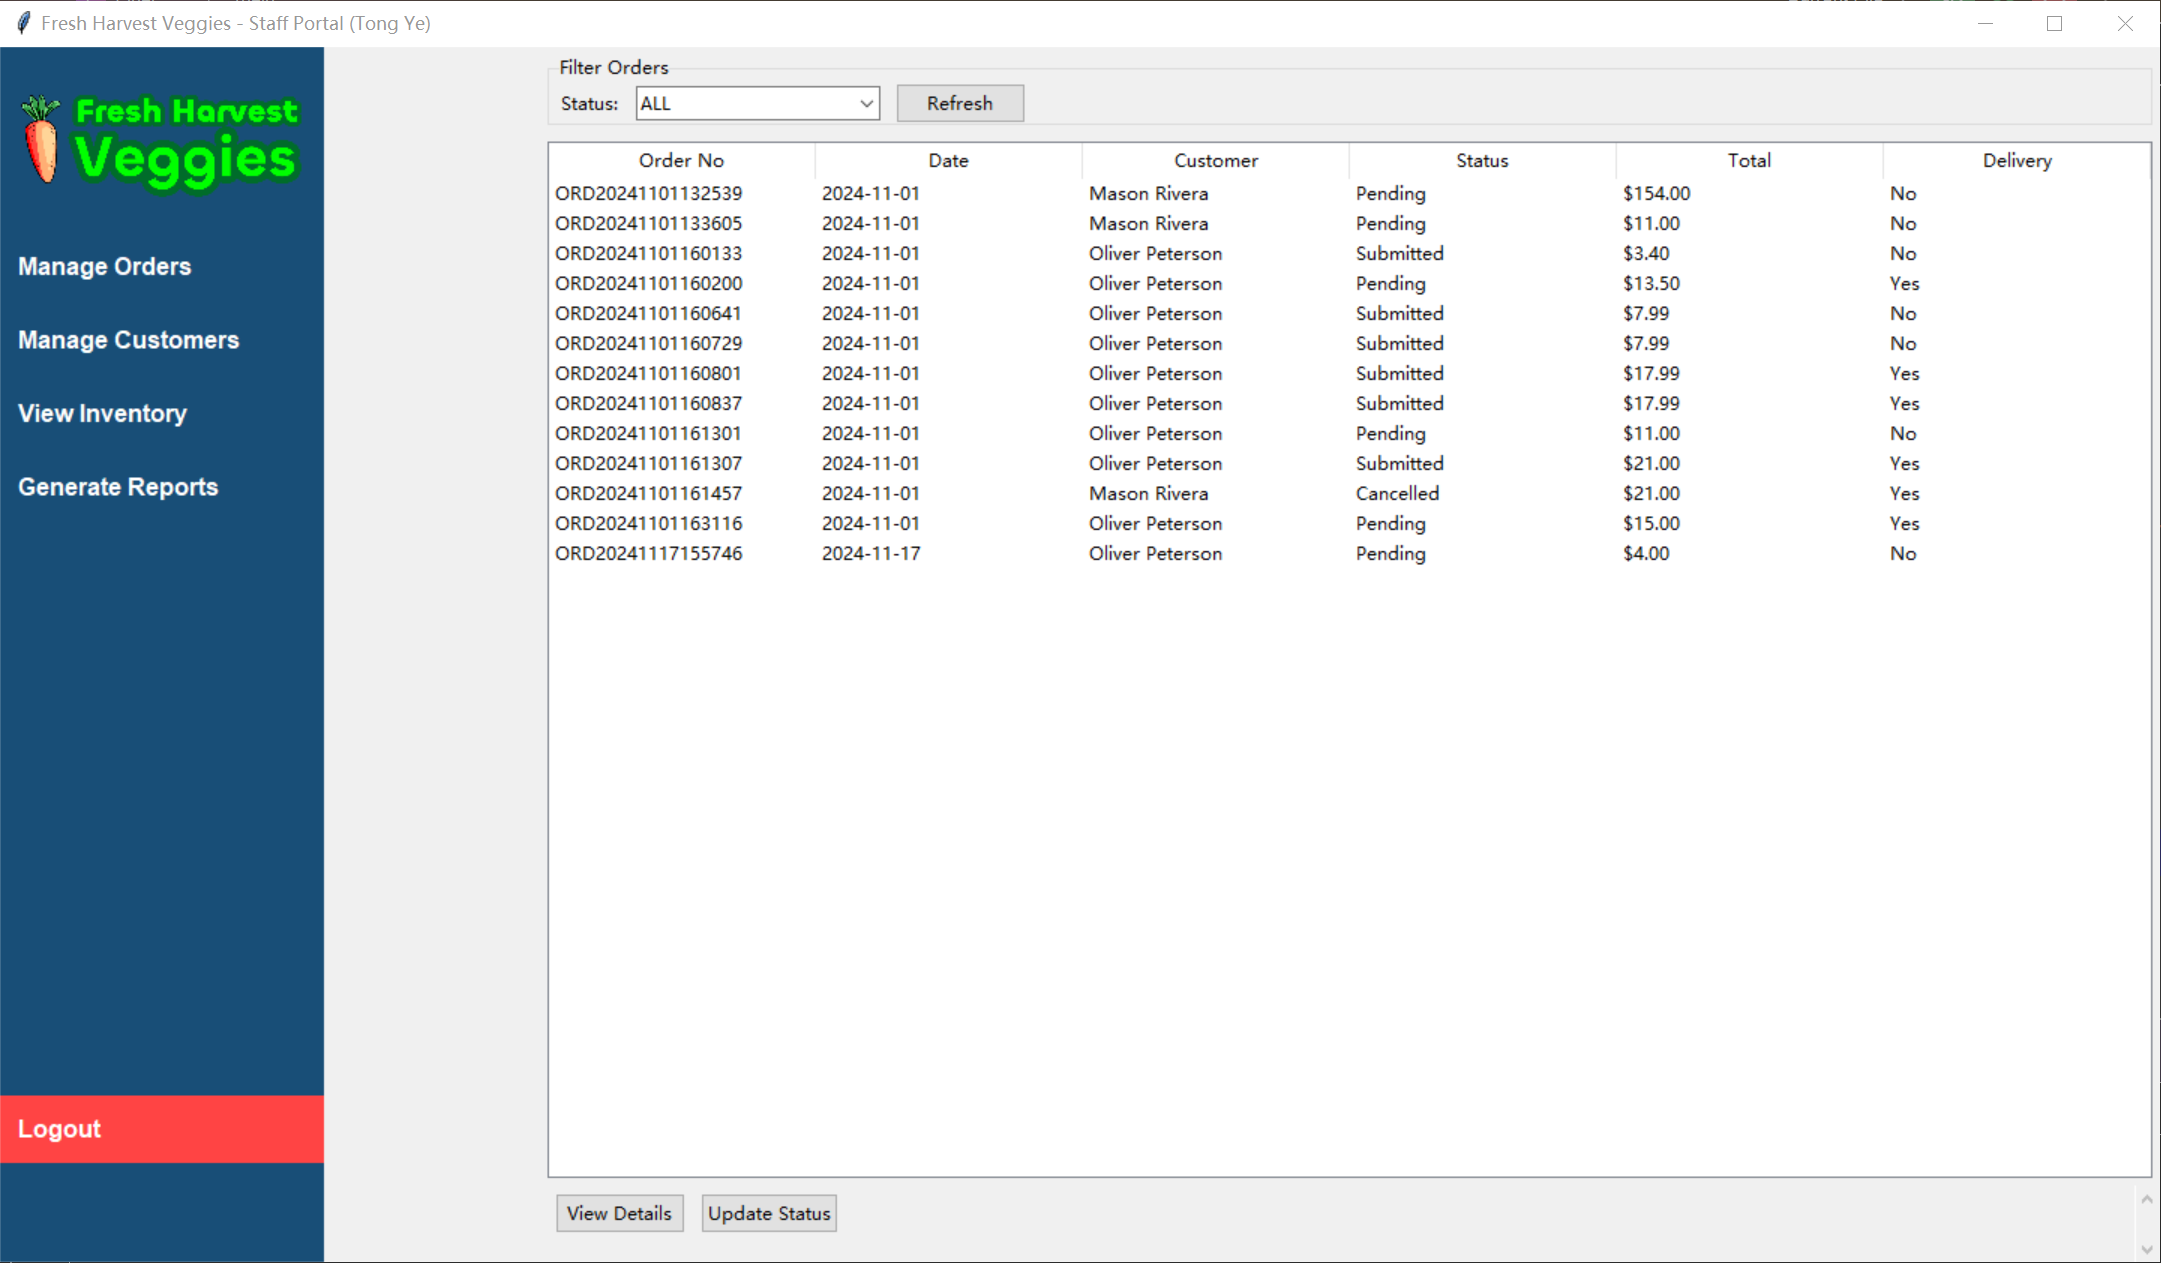 Fresh Harvest Veggies - Staff Portal (Tong Ye)
Fresh Harvest
Veggies
Manage Orders
Manage Customers
View Inventory
Generate Reports
Logout
Filter Orders
Status: ALL Refresh
Order No Date Customer Status Total Delivery
ORD20241101132539 2024-11-01 Mason Rivera Pending $154.00 No
ORD20241101133605 2024-11-01 Mason Rivera Pending $11.00 No
ORD20241101160133 2024-11-01 Oliver Peterson Submitted $3.40 No
ORD20241101160200 2024-11-01 Oliver Peterson Pending $13.50 Yes
ORD20241101160641 2024-11-01 Oliver Peterson Submitted $7.99 No
ORD20241101160729 2024-11-01 Oliver Peterson Submitted $7.99 No
ORD20241101160801 2024-11-01 Oliver Peterson Submitted $17.99 Yes
ORD20241101160837 2024-11-01 Oliver Peterson Submitted $17.99 Yes
ORD20241101161301 2024-11-01 Oliver Peterson Pending $11.00 No
ORD20241101161307 2024-11-01 Oliver Peterson Submitted $21.00 Yes
ORD20241101161457 2024-11-01 Mason Rivera Cancelled $21.00 Yes
ORD20241101163116 2024-11-01 Oliver Peterson Pending $15.00 Yes
ORD20241117155746 2024-11-17 Oliver Peterson Pending $4.00 No
View Details Update Status